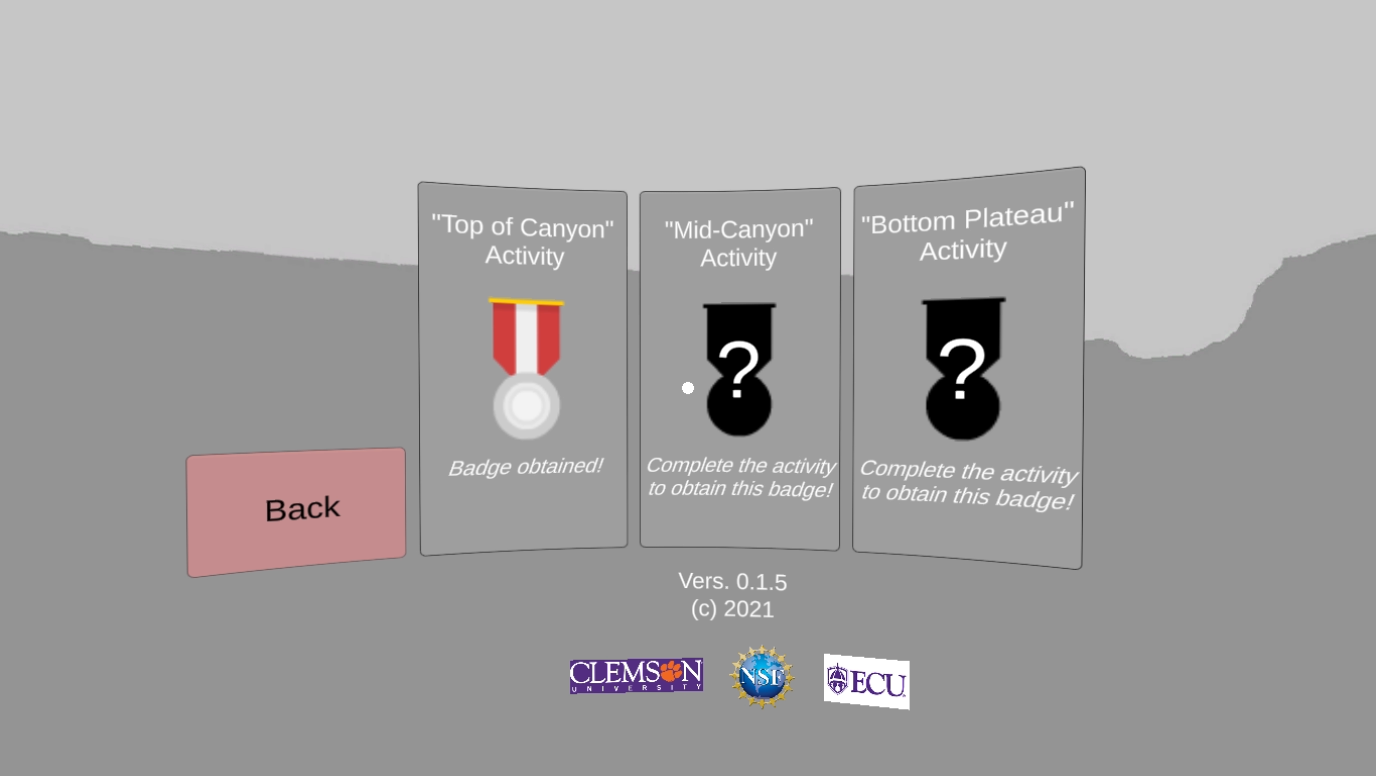 "Top of Canyon"
Activity
Badge obtained!
"Mid-Canyon"
Activity
?
Complete the activity
to obtain this badge!
"Bottom Plateau"
Activity
?
Complete the activity
to obtain this badge!
Back
Vers. 0.1.5
(c) 2021
CLEMSON
UNIVERSITY
NSF
ECU